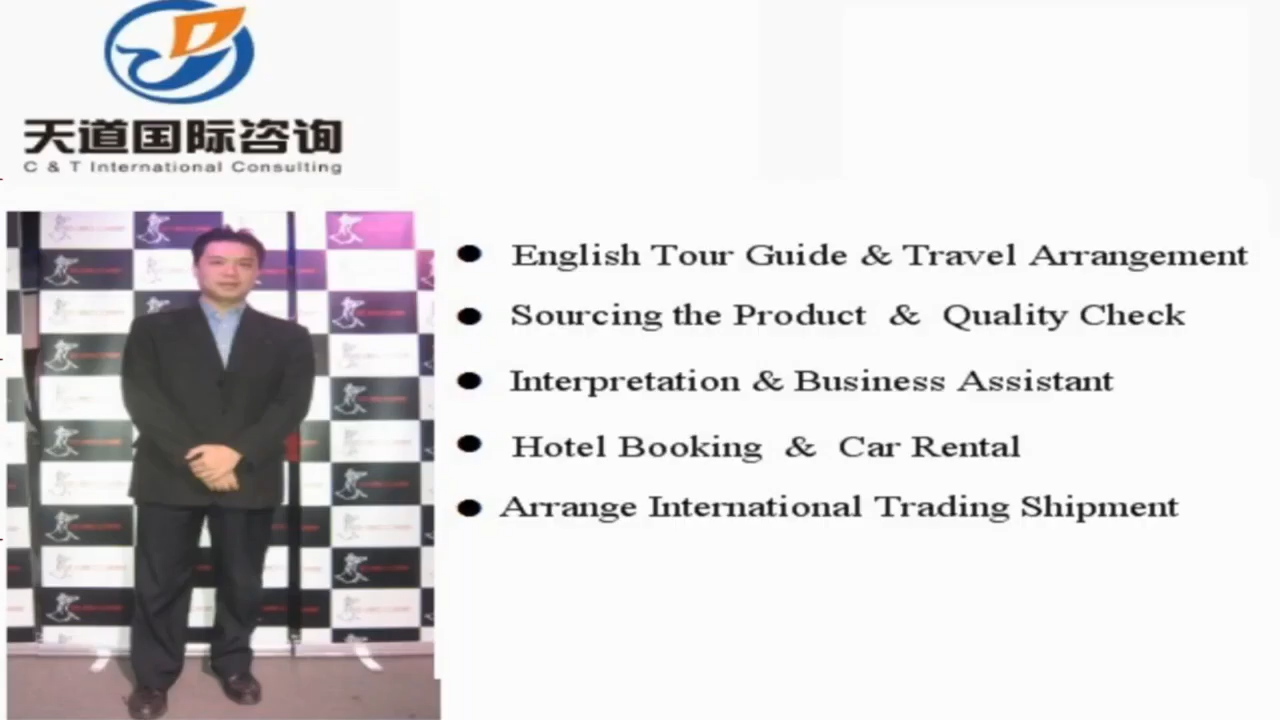 天道国际咨询
C & T International Consulting
English Tour Guide & Travel Arrangement
Sourcing the Product & Quality Check
Interpretation & Business Assistant
Hotel Booking & Car Rental
Arrange International Trading Shipment